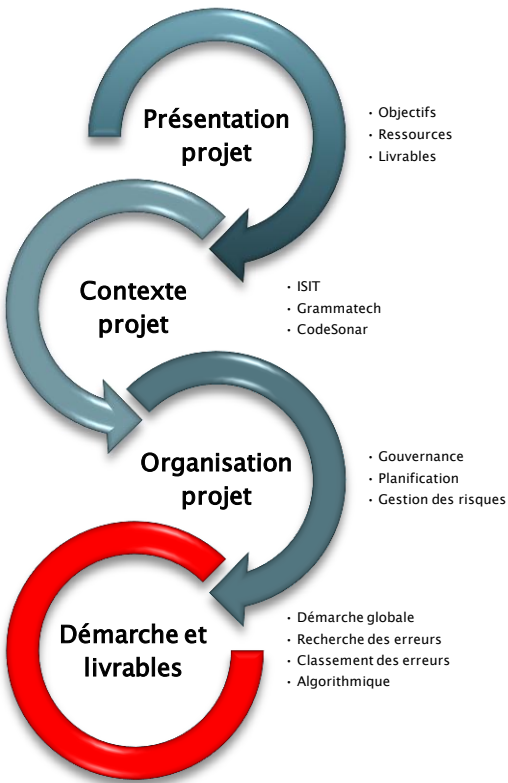 Présentation
projet
· Objectifs
· Ressources
· Livrables
Contexte
projet
· ISIT
· Grammatech
· CodeSonar
Organisation
projet
· Gouvernance
· Planification
· Gestion des risques
Démarche et
livrables
· Démarche globale
· Recherche des erreurs
· Classement des erreurs
· Algorithmique